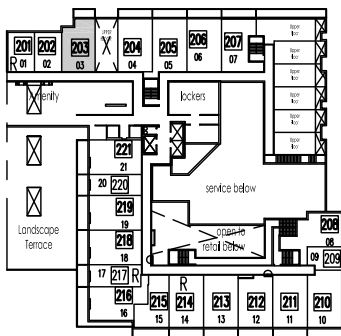 201 202 203 upper floor 204 205 206 207
R 01 02 03 04 05 06 07
Upper floor
Upper floor
Upper floor
Upper floor
Upper floor
Upper floor
Amenity
lockers
221
21
20 220
219
19
218
18
17 217 R
216
16
service below
open to
retail below
Landscape
Terrace
208
08
09 209
R
215 214 213 212 211 210
15 14 13 12 11 10